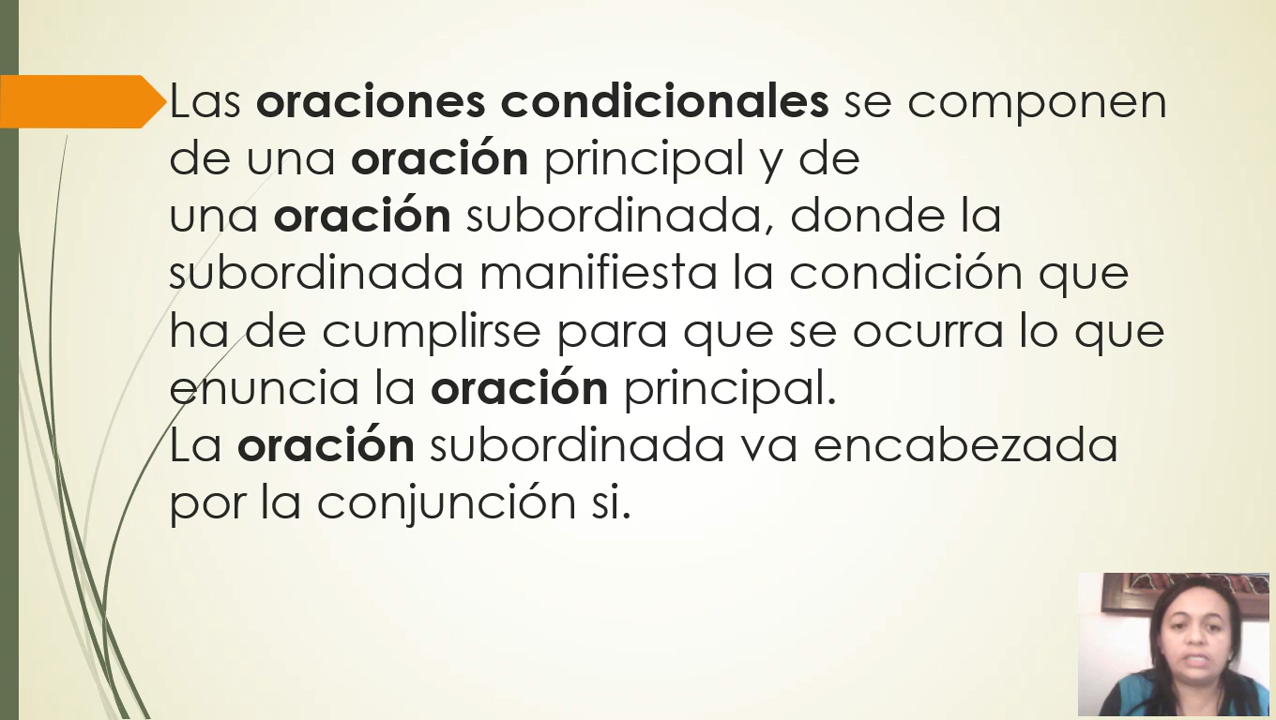 Las oraciones condicionales se componen
de una oración principal y de
una oración subordinada, donde la
subordinada manifiesta la condición que
ha de cumplirse para que se ocurra lo que
enuncia la oración principal.
La oración subordinada va encabezada
por la conjunción si.